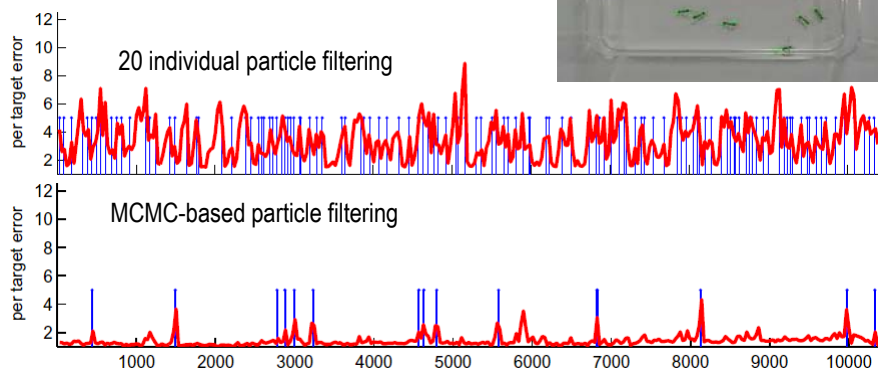 12
10
8
6
4
2
per target error
20 individual particle filtering
12
10
8
6
4
2
per target error
MCMC-based particle filtering
1000 2000 3000 4000 5000 6000 7000 8000 9000 10000